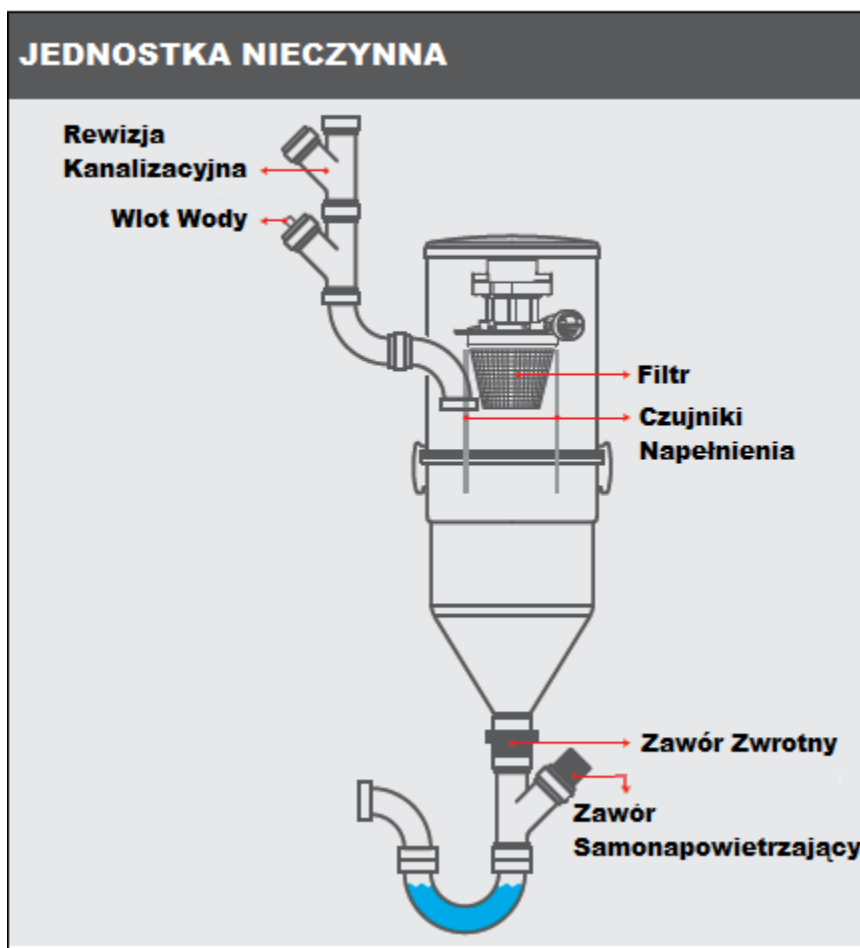 JEDNOSTKA NIECZYNNA
Rewizja
Kanalizacyjna
Wlot Wody
Filtr
Czujniki
Napełnienia
Zawór Zwrotny
Zawór
Samonapowietrzający